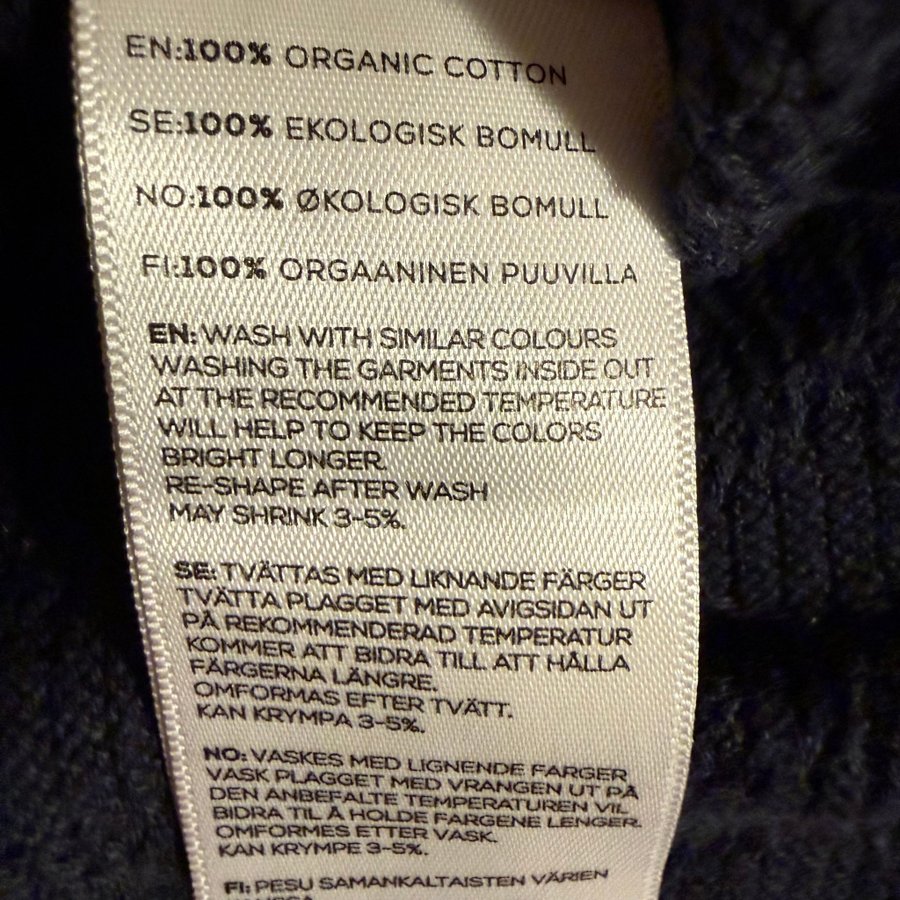 EN:100% ORGANIC COTTON
SE:100% EKOLOGISK BOMULL
NO:100% ØKOLOGISK BOMULL
FI:100% ORGAANINEN PUUVILLA
EN: WASH WITH SIMILAR COLOURS
WASHING THE GARMENTS INSIDE OUT
AT THE RECOMMENDED TEMPERATURE
WILL HELP TO KEEP THE COLORS
BRIGHT LONGER.
RE-SHAPE AFTER WASH
MAY SHRINK 3-5%.
SE: TVÄTTAS MED LIKNANDE FÄRGER
TVÄTTA PLAGGET MED AVIGSIDAN UT
PÅ REKOMMENDERAD TEMPERATUR
KOMMER ATT BIDRA TILL ATT HÅLLA
FÄRGERNA LÄNGRE.
OMFORMAS EFTER TVÄTT.
KAN KRYMPA 3-5%.
NO: VASKES MED LIGNENDE FARGER
VASK PLAGGET MED VRANGEN UT PÅ
DEN ANBEFALTE TEMPERATUREN VIL
BIDRA TIL Å HOLDE FARGENE LENGER.
OMFORMES ETTER VASK.
KAN KRYMPE 3-5%.
FI: PESU SAMANKALTAISTEN VÄRIEN